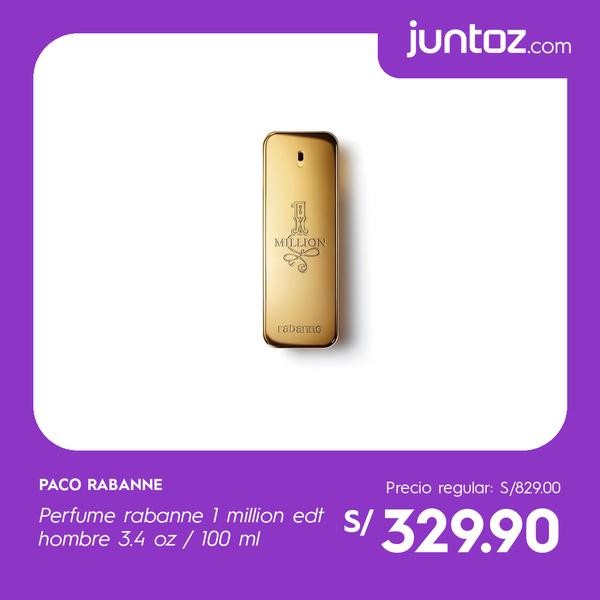 juntoz.com
1
MILLION
rabanne
PACO RABANNE
Perfume rabanne 1 million edt
hombre 3.4 oz / 100 ml
Precio regular: S/829.00
S/ 329.90